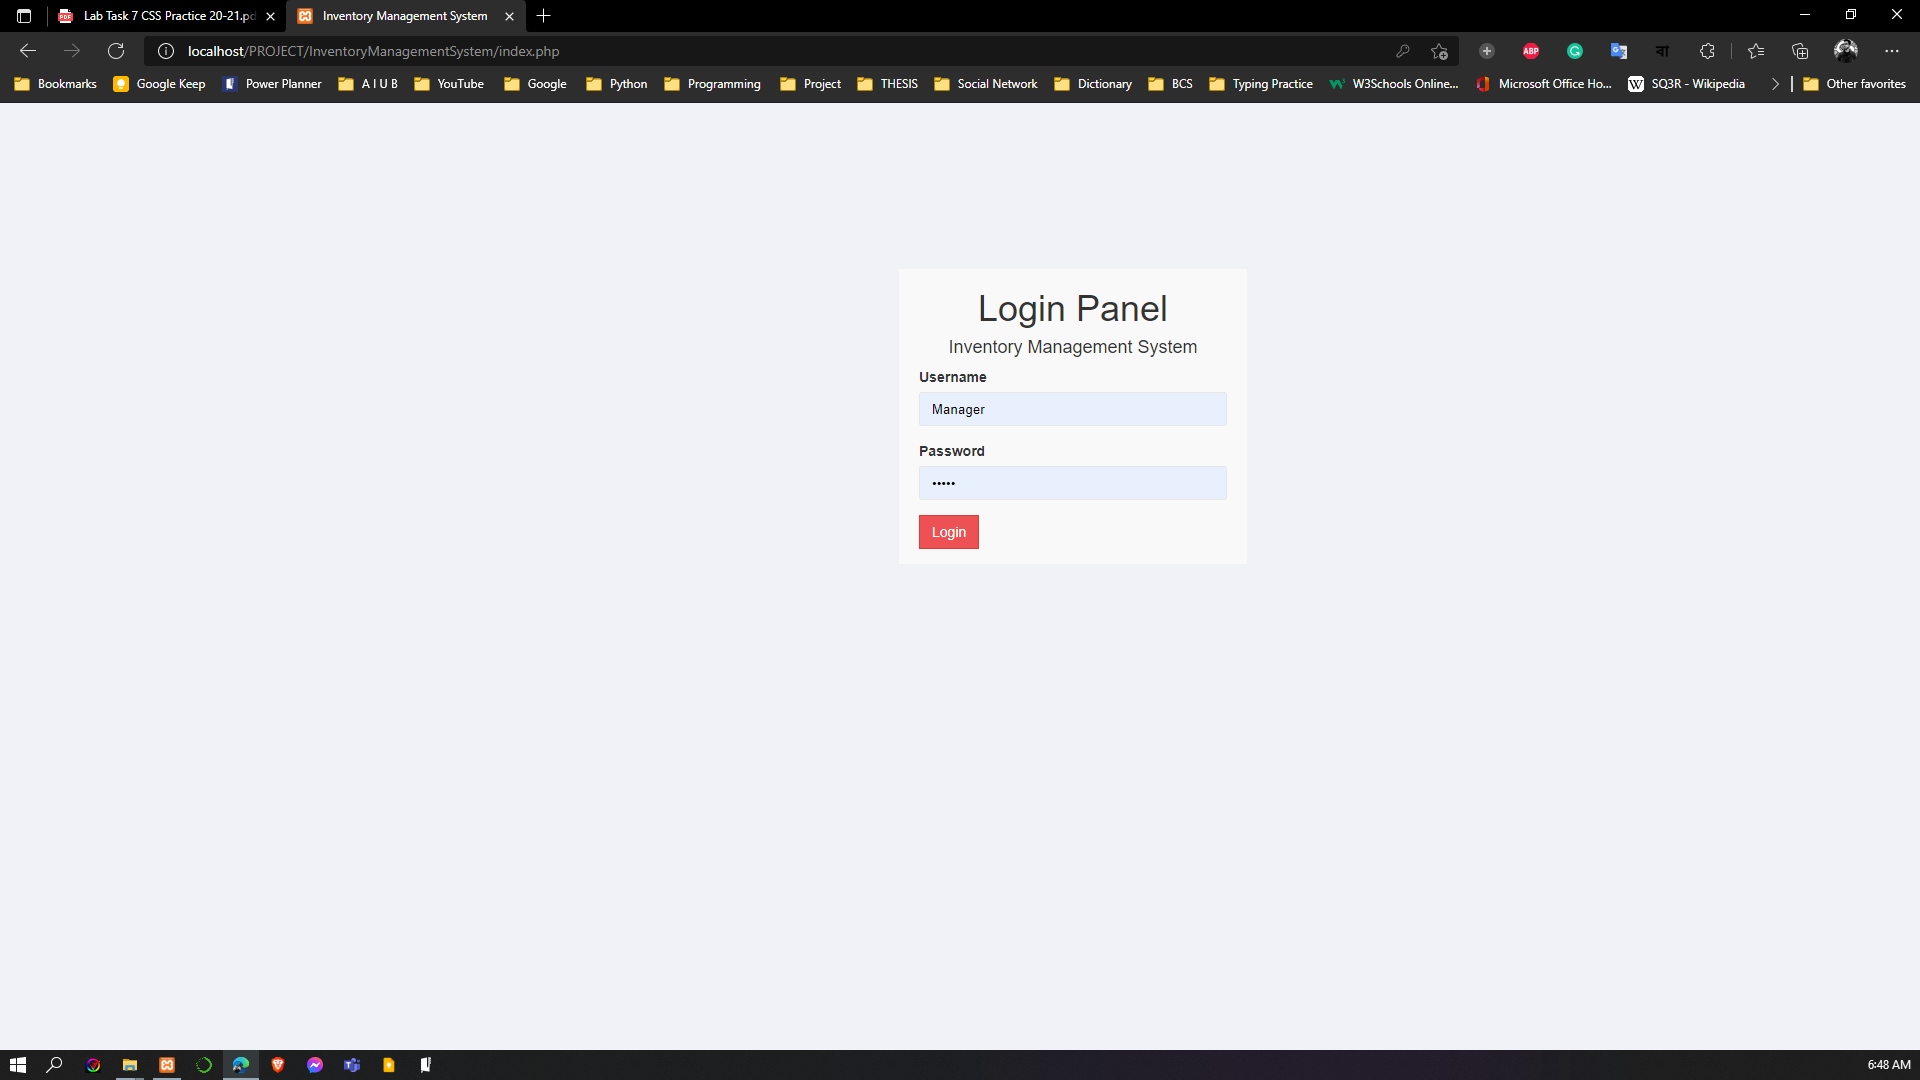 Lab Task 7 CSS Practice 20-21.pd
Inventory Management System
localhost/PROJECT/InventoryManagementSystem/index.php
ABP
বা
Bookmarks
Google Keep
Power Planner
A I U B
YouTube
Google
Python
Programming
Project
THESIS
Social Network
Dictionary
BCS
Typing Practice
W3Schools Online...
Microsoft Office Ho...
SQ3R - Wikipedia
Other favorites
Login Panel
Inventory Management System
Username
Manager
Password
•••••
Login
6:48 AM